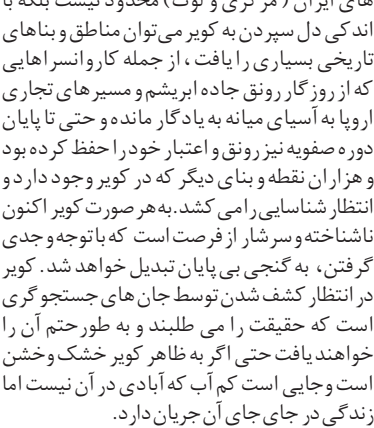 های ایران (مرکزی و لوت) محدود نیست بلکه با
اندکی دل سپردن به کویر می‌توان مناطق و بناهای
تاریخی بسیاری را یافت، از جمله کاروانسراهایی
که از روزگار رونق جاده ابریشم و مسیرهای تجاری
اروپا به آسیای میانه به یادگار مانده و حتی تا پایان
دوره صفویه نیز رونق و اعتبار خود را حفظ کرده بود
و هزاران نقطه و بنای دیگر که در کویر وجود دارد و
انتظار شناسایی را می کشد. به‌هر صورت کویر اکنون
ناشناخته و سرشار از فرصت است که با توجه و جدی
گرفتن، به گنجی بی پایان تبدیل خواهد شد. کویر
در انتظار کشف شدن توسط جان های جستجو گری
است که حقیقت را می طلبند و به طور حتم آن را
خواهند یافت حتی اگر به ظاهر کویر خشک و خشن
است و جایی است کم آب که آبادی در آن نیست اما
زندگی در جای جای آن جریان دارد.